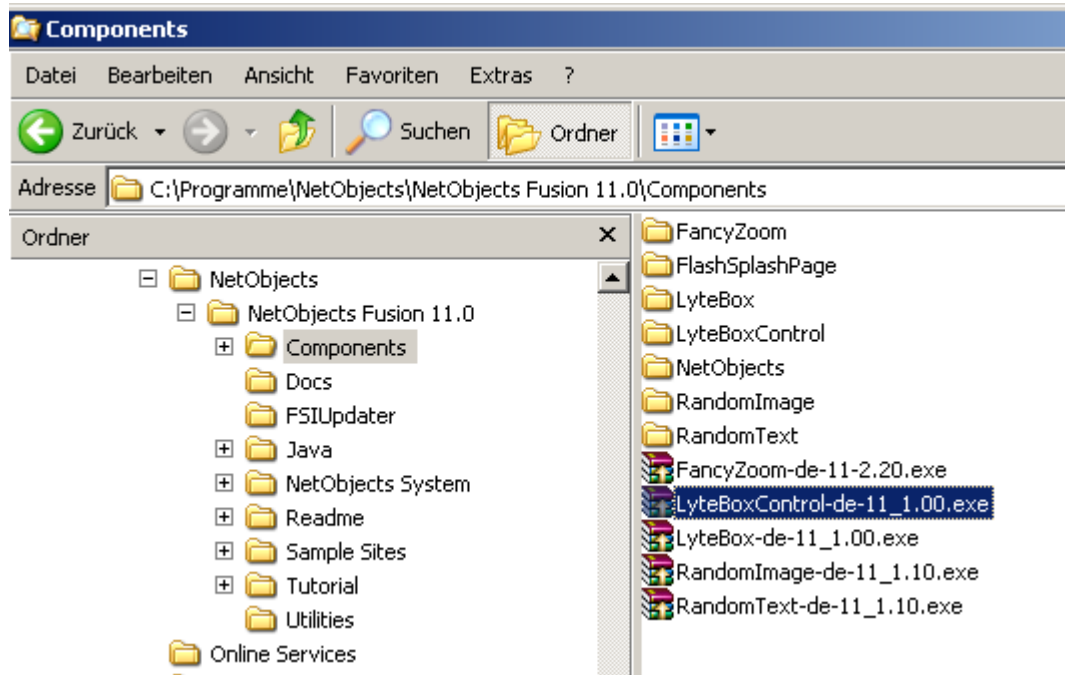 Components
Datei Bearbeiten Ansicht Favoriten Extras ?
Zurück Suchen Ordner
Adresse C:\Programme\NetObjects\NetObjects Fusion 11.0\Components
Ordner
NetObjects
NetObjects Fusion 11.0
Components
Docs
FSIUpdater
Java
NetObjects System
Readme
Sample Sites
Tutorial
Utilities
Online Services
FancyZoom
FlashSplashPage
LyteBox
LyteBoxControl
NetObjects
RandomImage
RandomText
FancyZoom-de-11-2.20.exe
LyteBoxControl-de-11_1.00.exe
LyteBox-de-11_1.00.exe
RandomImage-de-11_1.10.exe
RandomText-de-11_1.10.exe